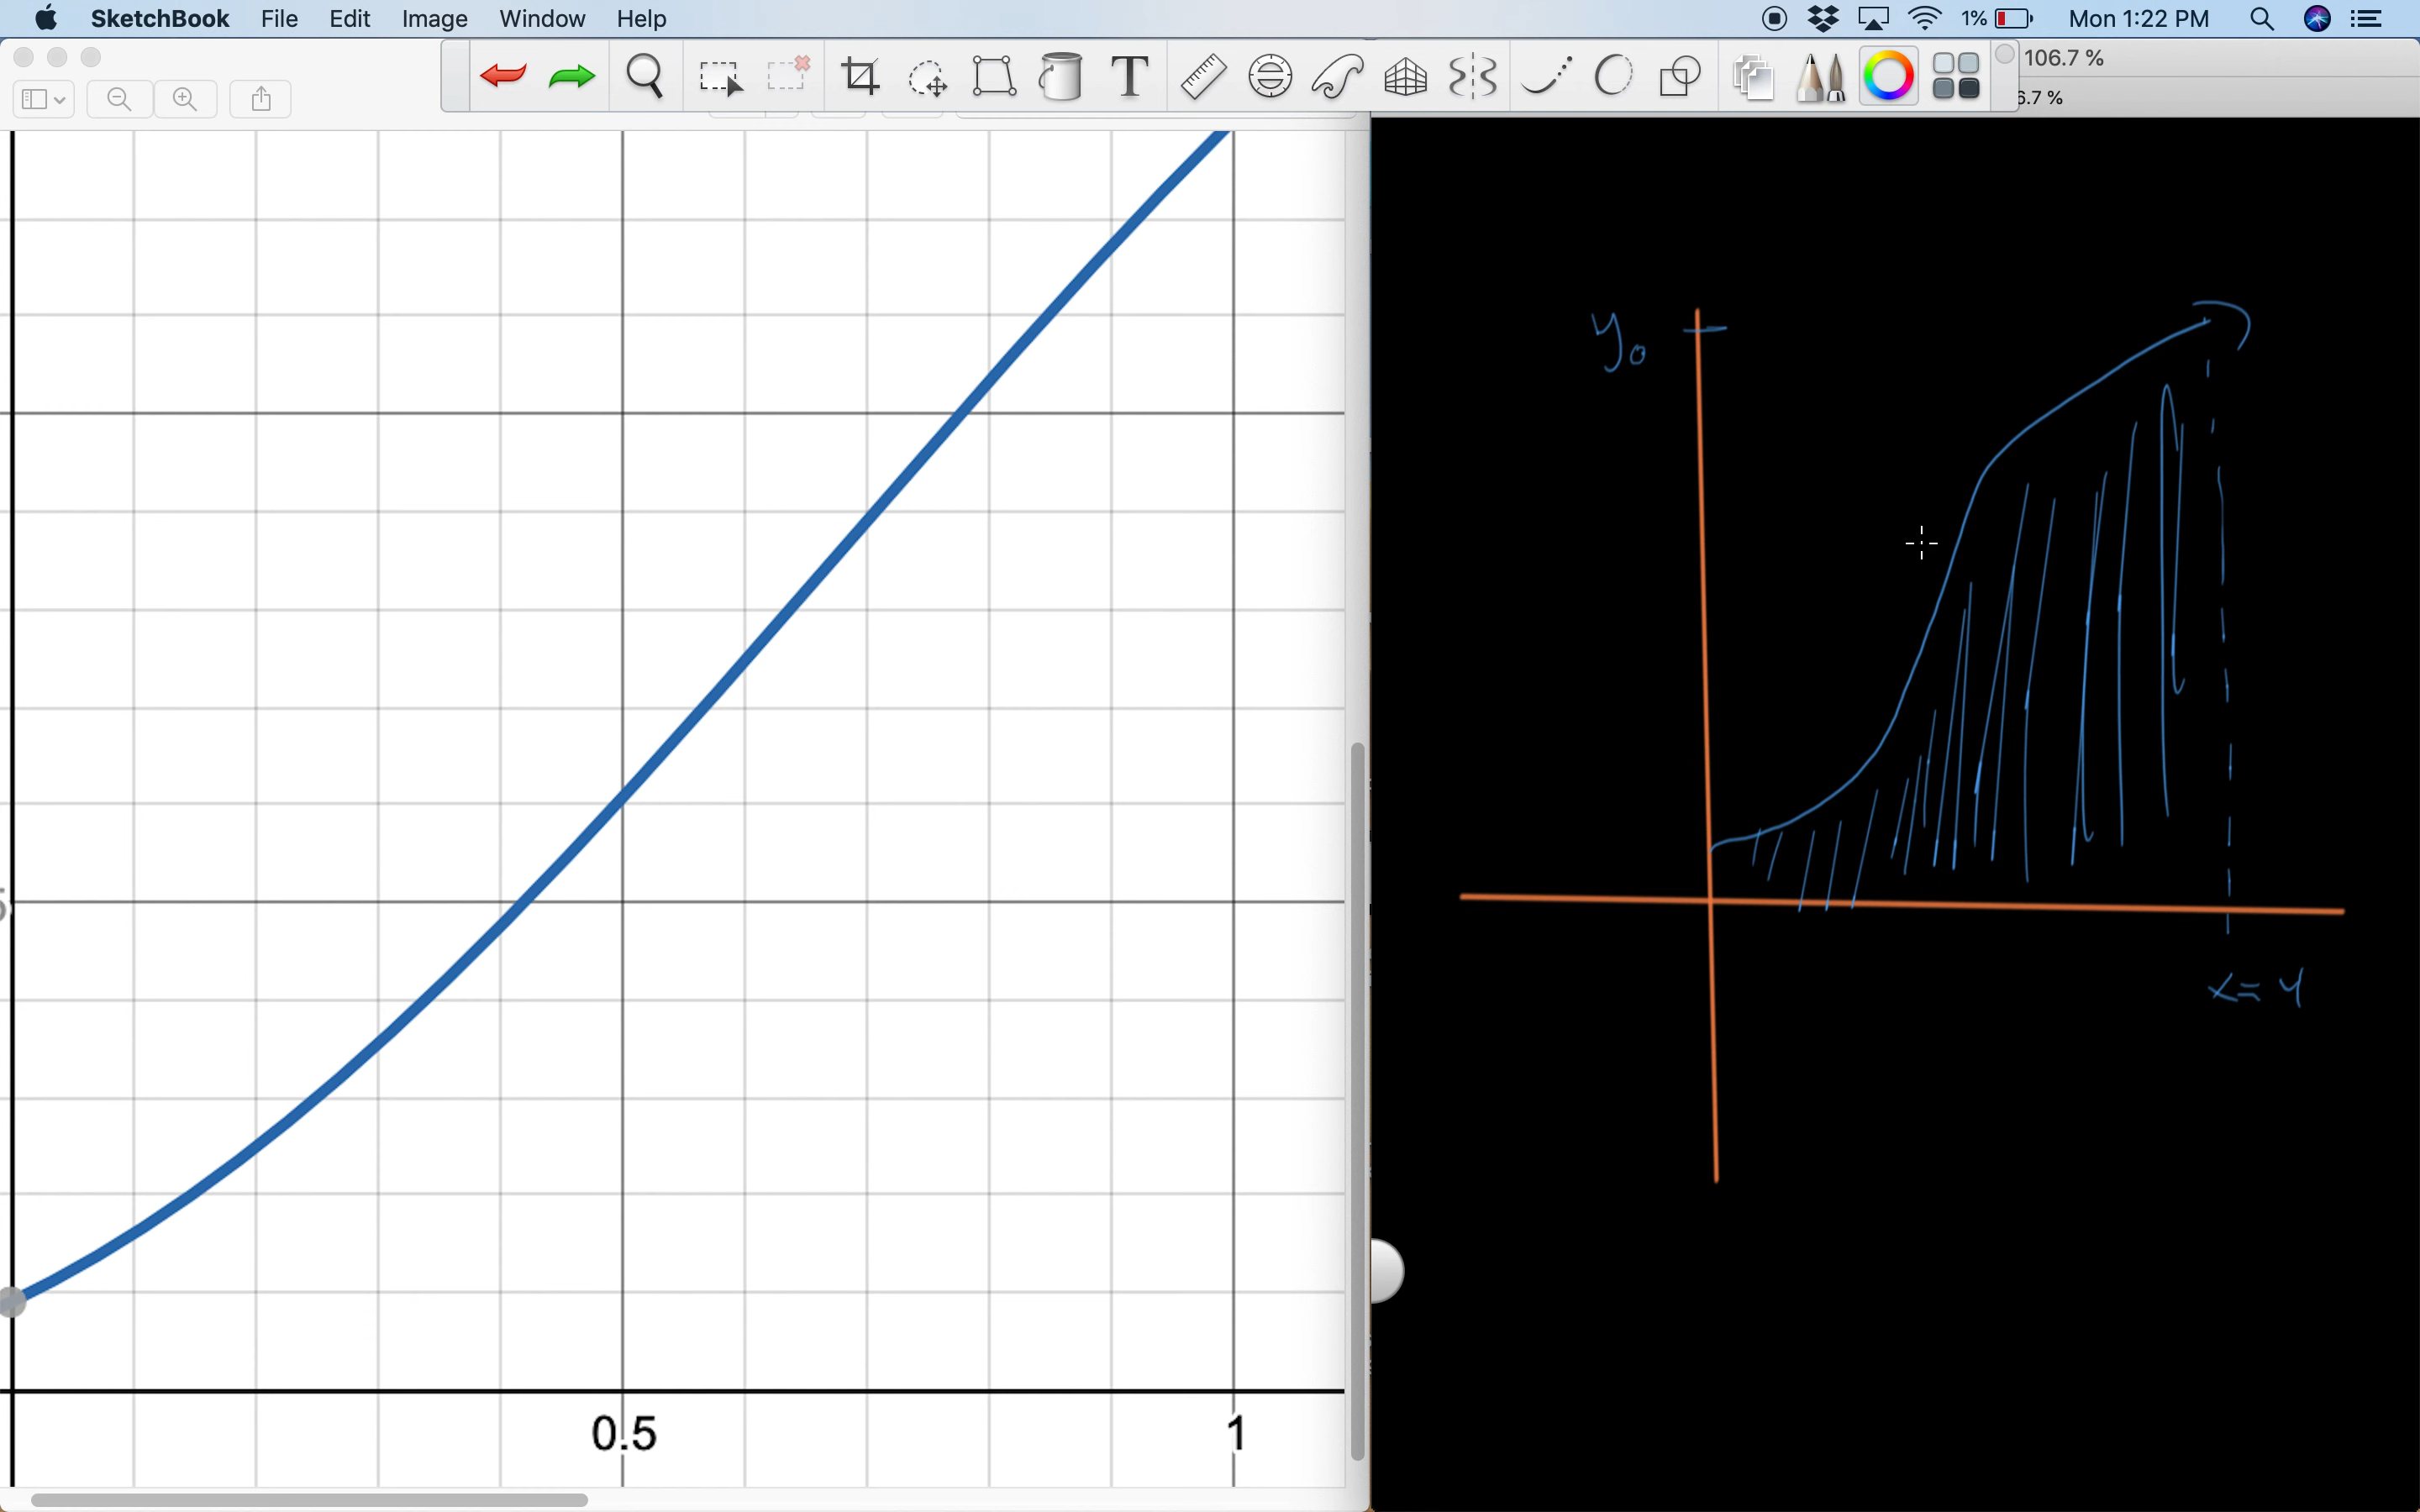 SketchBook File Edit Image Window Help 1% Mon 1:22 PM
T 106.7 %
6.7 %
y₀
x = 4
0.5 1